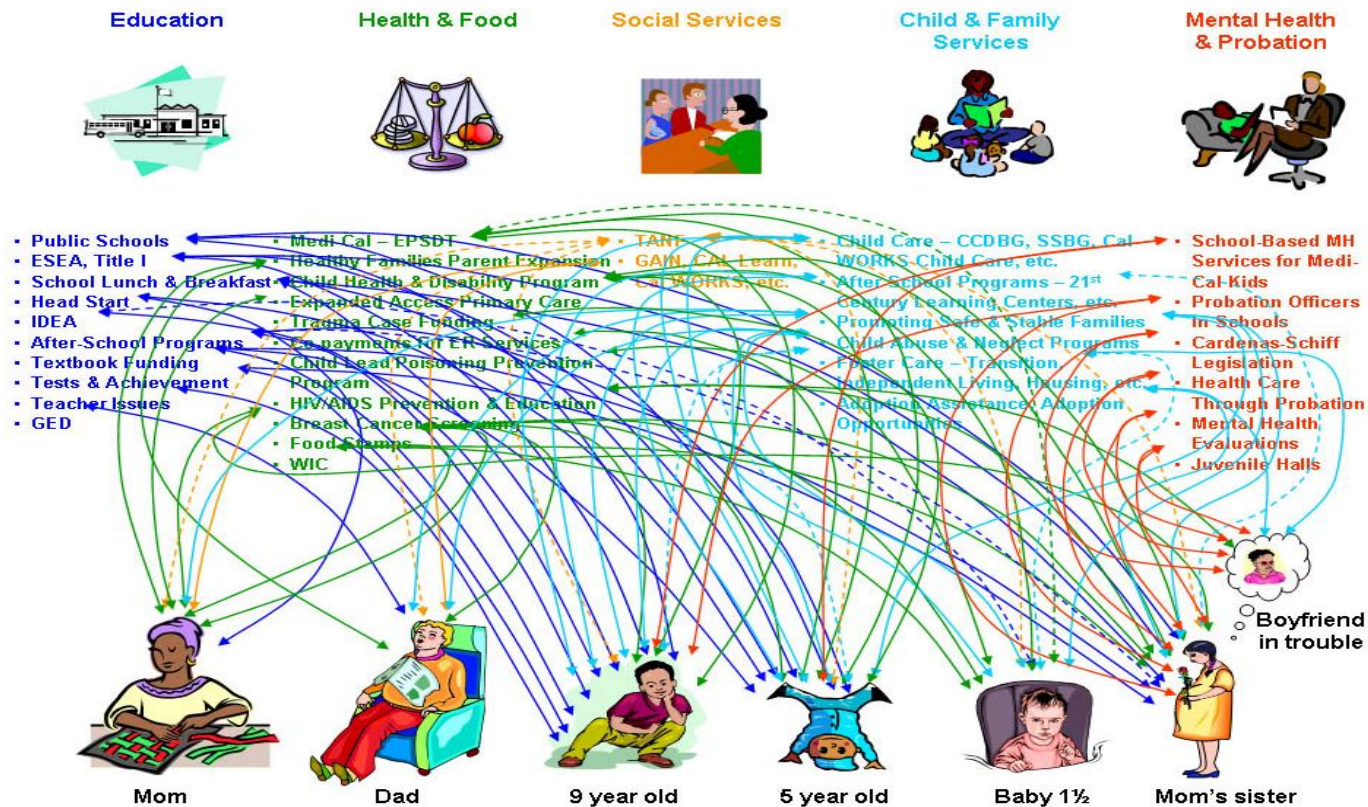 Education
Health & Food
Social Services
Child & Family
Services
Mental Health
& Probation
▪ Public Schools
▪ ESEA, Title I
▪ School Lunch & Breakfast
▪ Head Start
▪ IDEA
▪ After-School Programs
▪ Textbook Funding
▪ Tests & Achievement
▪ Teacher Issues
▪ GED
▪ Medi Cal – EPSDT
▪ Healthy Families Parent Expansion
▪ Child Health & Disability Program
▪ Expanded Access Primary Care
▪ Trauma Case Funding
▪ Co-payments for ER Services
▪ Child Lead Poisoning Prevention
Program
▪ HIV/AIDS Prevention & Education
▪ Breast Cancer Screening
▪ Food Stamps
▪ WIC
▪ TANF
▪ GAIN, CAL Learn,
Cal WORKS, etc.
▪ Child Care – CCDBG, SSBG, Cal
WORKS Child Care, etc.
▪ After School Programs – 21st
Century Learning Centers, etc.
▪ Promoting Safe & Stable Families
▪ Child Abuse & Neglect Programs
▪ Foster Care – Transition,
Independent Living, Housing, etc.
▪ Adoption Assistance, Adoption
Opportunities
▪ School-Based MH
Services for Medi-
Cal Kids
▪ Probation Officers
In Schools
▪ Cardenas-Schiff
Legislation
▪ Health Care
Through Probation
▪ Mental Health
Evaluations
▪ Juvenile Halls
Boyfriend
in trouble
Mom
Dad
9 year old
5 year old
Baby 1½
Mom's sister